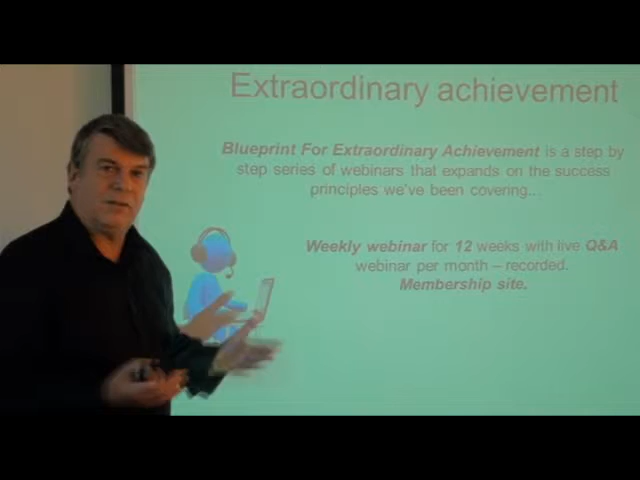 Extraordinary achievement
Blueprint For Extraordinary Achievement is a step by
step series of webinars that expands on the success
principles we've been covering...
Weekly webinar for 12 weeks with live Q&A
webinar per month – recorded.
Membership site.